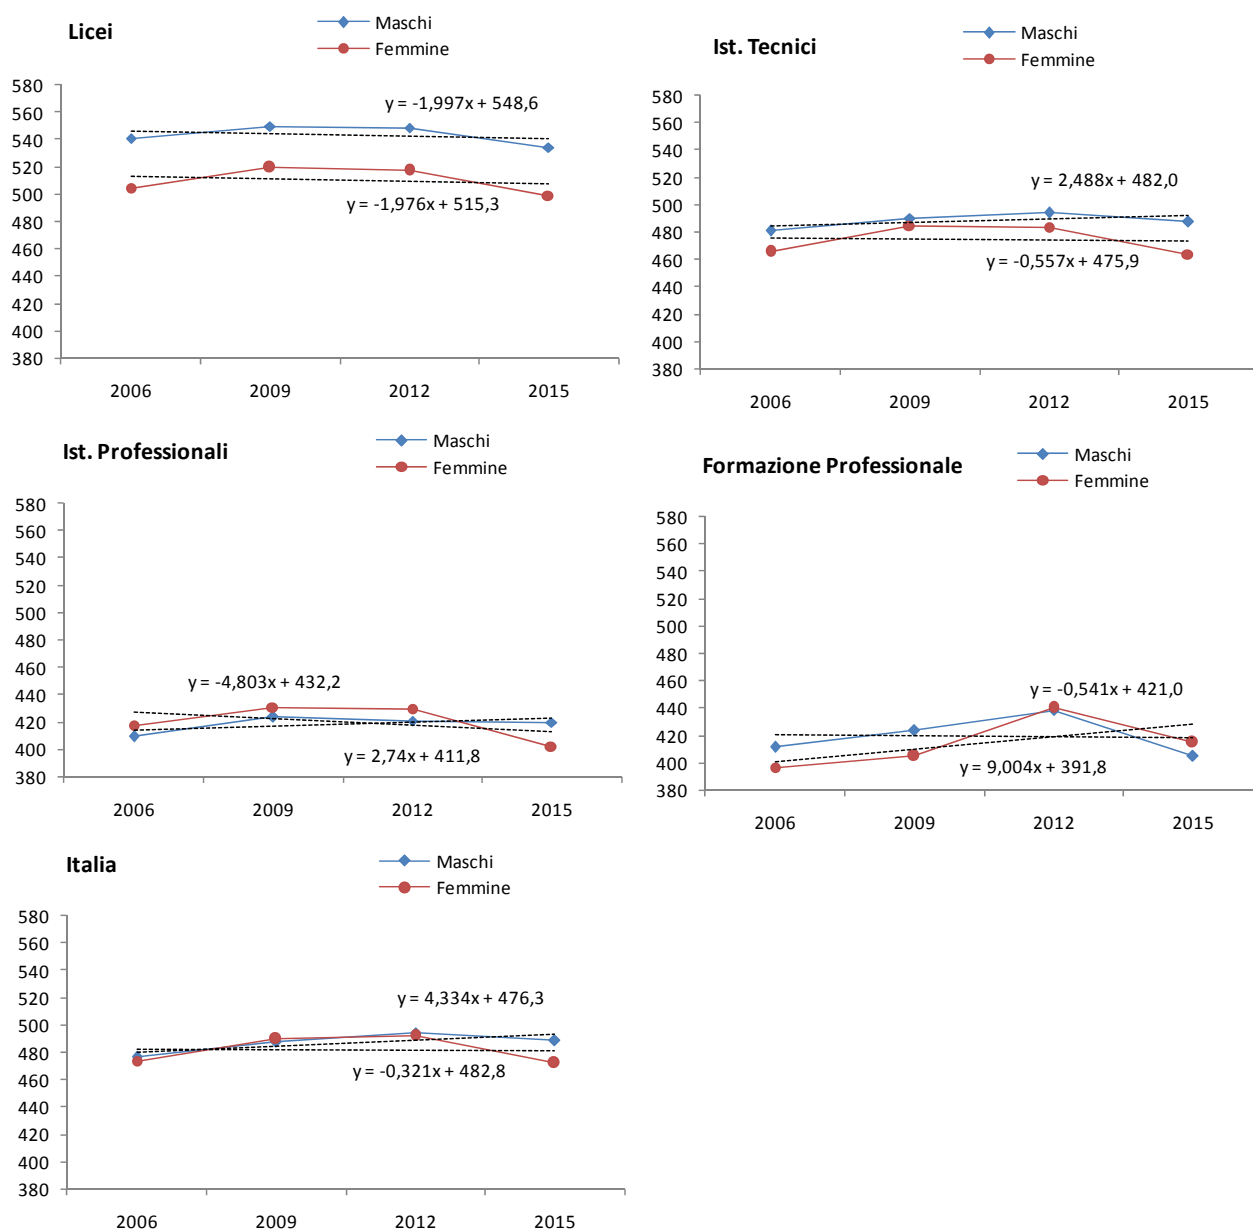 Licei
Maschi
Femmine
580
560
540
520
500
480
460
440
420
400
380
y = -1,997x + 548,6
y = -1,976x + 515,3
2006 2009 2012 2015
Ist. Tecnici
Maschi
Femmine
580
560
540
520
500
480
460
440
420
400
380
y = 2,488x + 482,0
y = -0,557x + 475,9
2006 2009 2012 2015
Ist. Professionali
Maschi
Femmine
580
560
540
520
500
480
460
440
420
400
380
y = -4,803x + 432,2
y = 2,74x + 411,8
2006 2009 2012 2015
Formazione Professionale
Maschi
Femmine
580
560
540
520
500
480
460
440
420
400
380
y = -0,541x + 421,0
y = 9,004x + 391,8
2006 2009 2012 2015
Italia
Maschi
Femmine
580
560
540
520
500
480
460
440
420
400
380
y = 4,334x + 476,3
y = -0,321x + 482,8
2006 2009 2012 2015